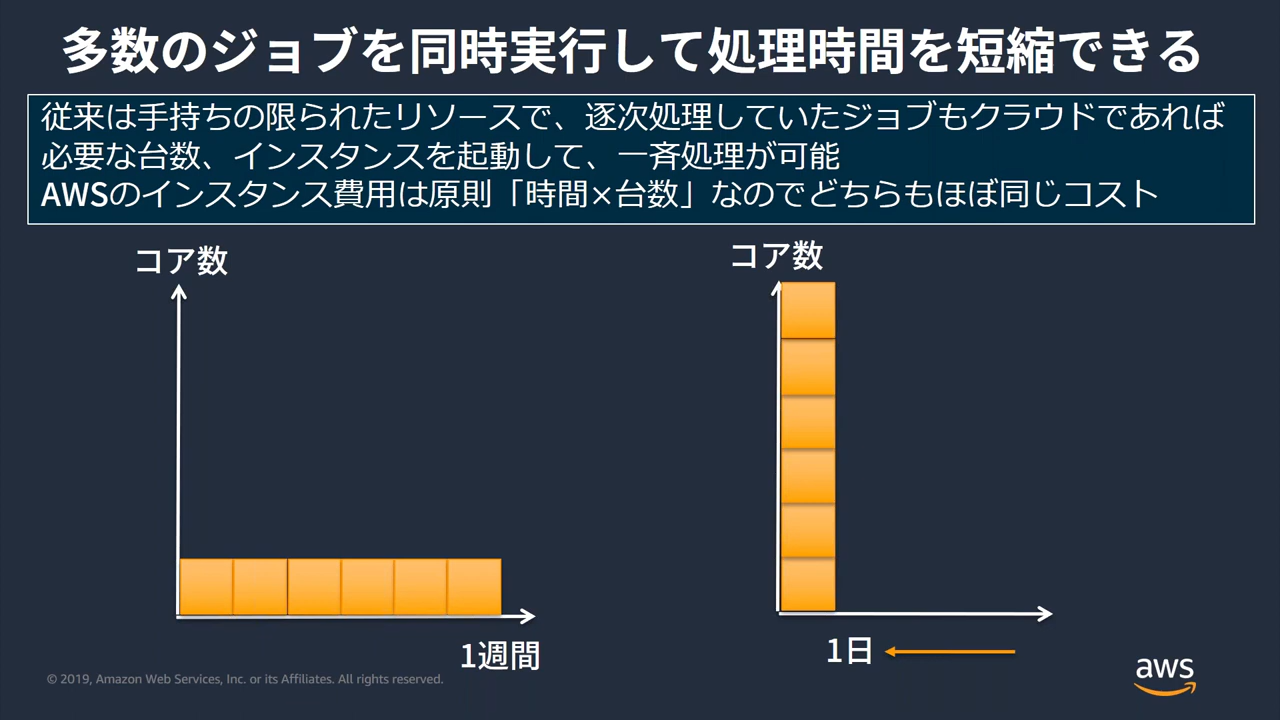 多数のジョブを同時実行して処理時間を短縮できる
従来は手持ちの限られたリソースで、逐次処理していたジョブもクラウドであれば
必要な台数、インスタンスを起動して、一斉処理が可能
AWSのインスタンス費用は原則「時間×台数」なのでどちらもほぼ同じコスト
コア数
1週間
コア数
1日
© 2019, Amazon Web Services, Inc. or its Affiliates. All rights reserved.
aws